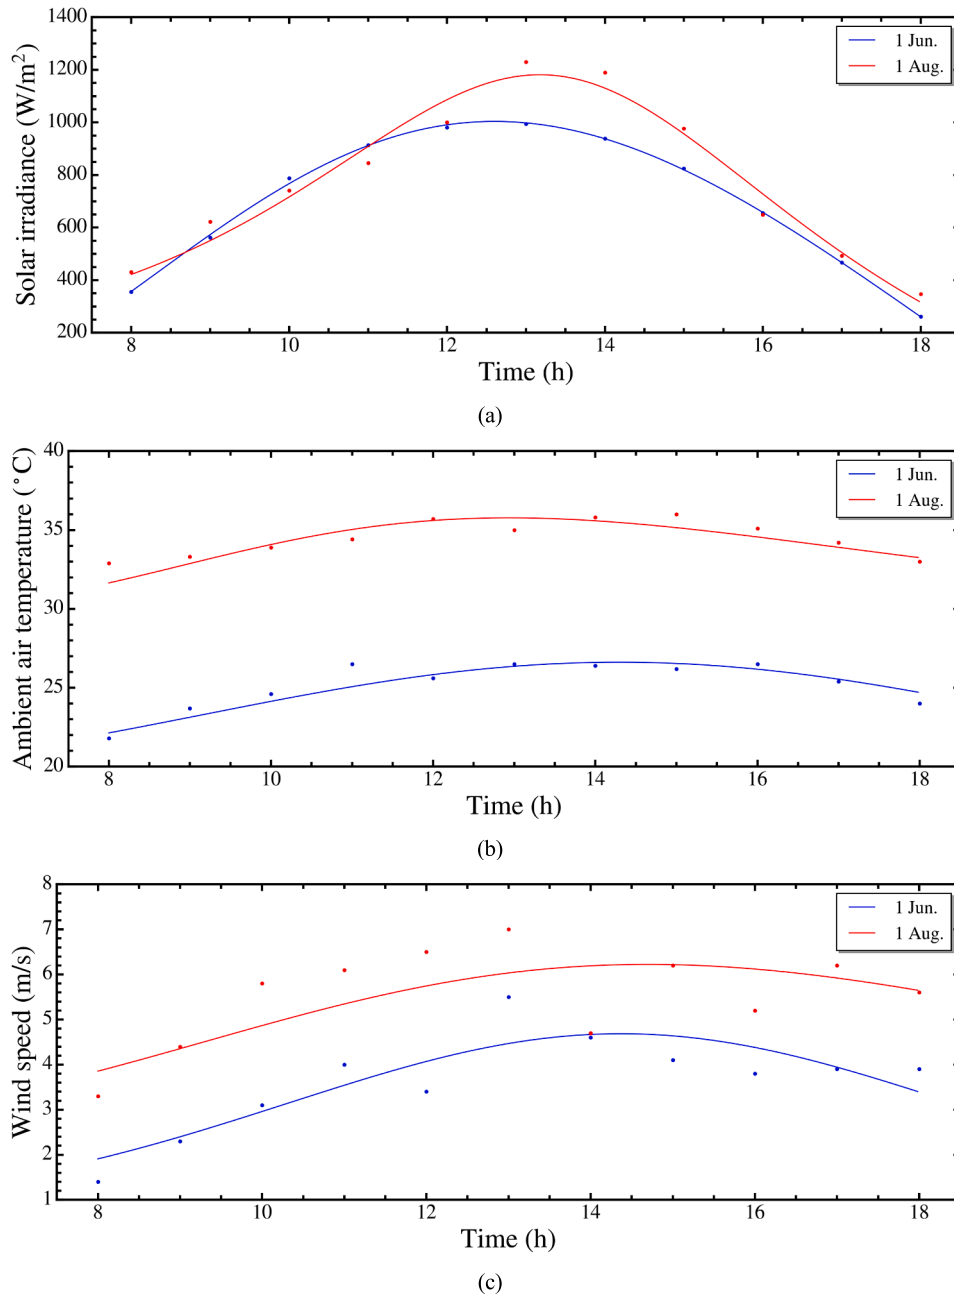 1400
1200
1000
800
600
400
200
Solar irradiance (W/m²)
1 Jun.
1 Aug.
8 10 12 14 16 18
Time (h)
(a)
40
35
30
25
20
Ambient air temperature (°C)
1 Jun.
1 Aug.
8 10 12 14 16 18
Time (h)
(b)
8
7
6
5
4
3
2
1
Wind speed (m/s)
1 Jun.
1 Aug.
8 10 12 14 16 18
Time (h)
(c)